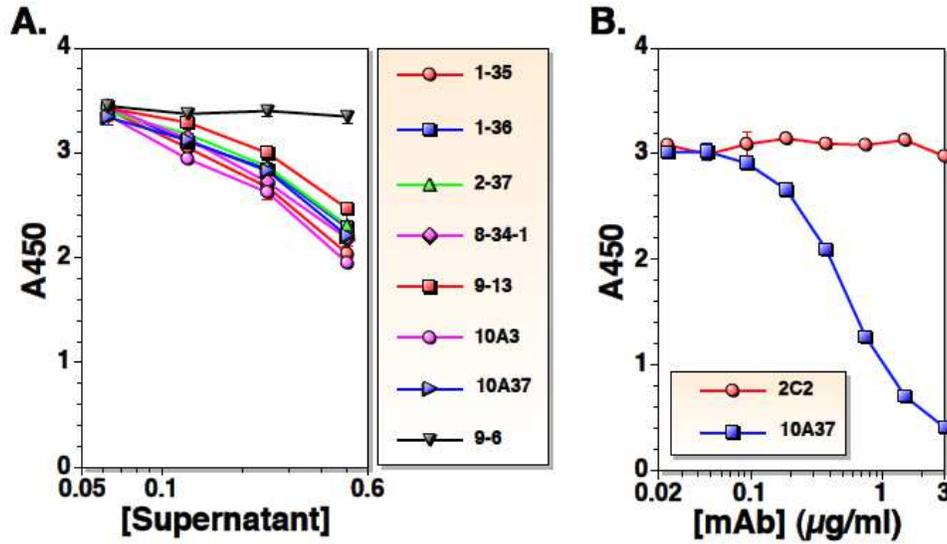 A.
4
3
2
1
0
A450
0.05
0.1
0.6
[Supernatant]
1-35
1-36
2-37
8-34-1
9-13
10A3
10A37
9-6
B.
4
3
2
1
0
A450
0.02
0.1
1
3
[mAb] (µg/ml)
2C2
10A37